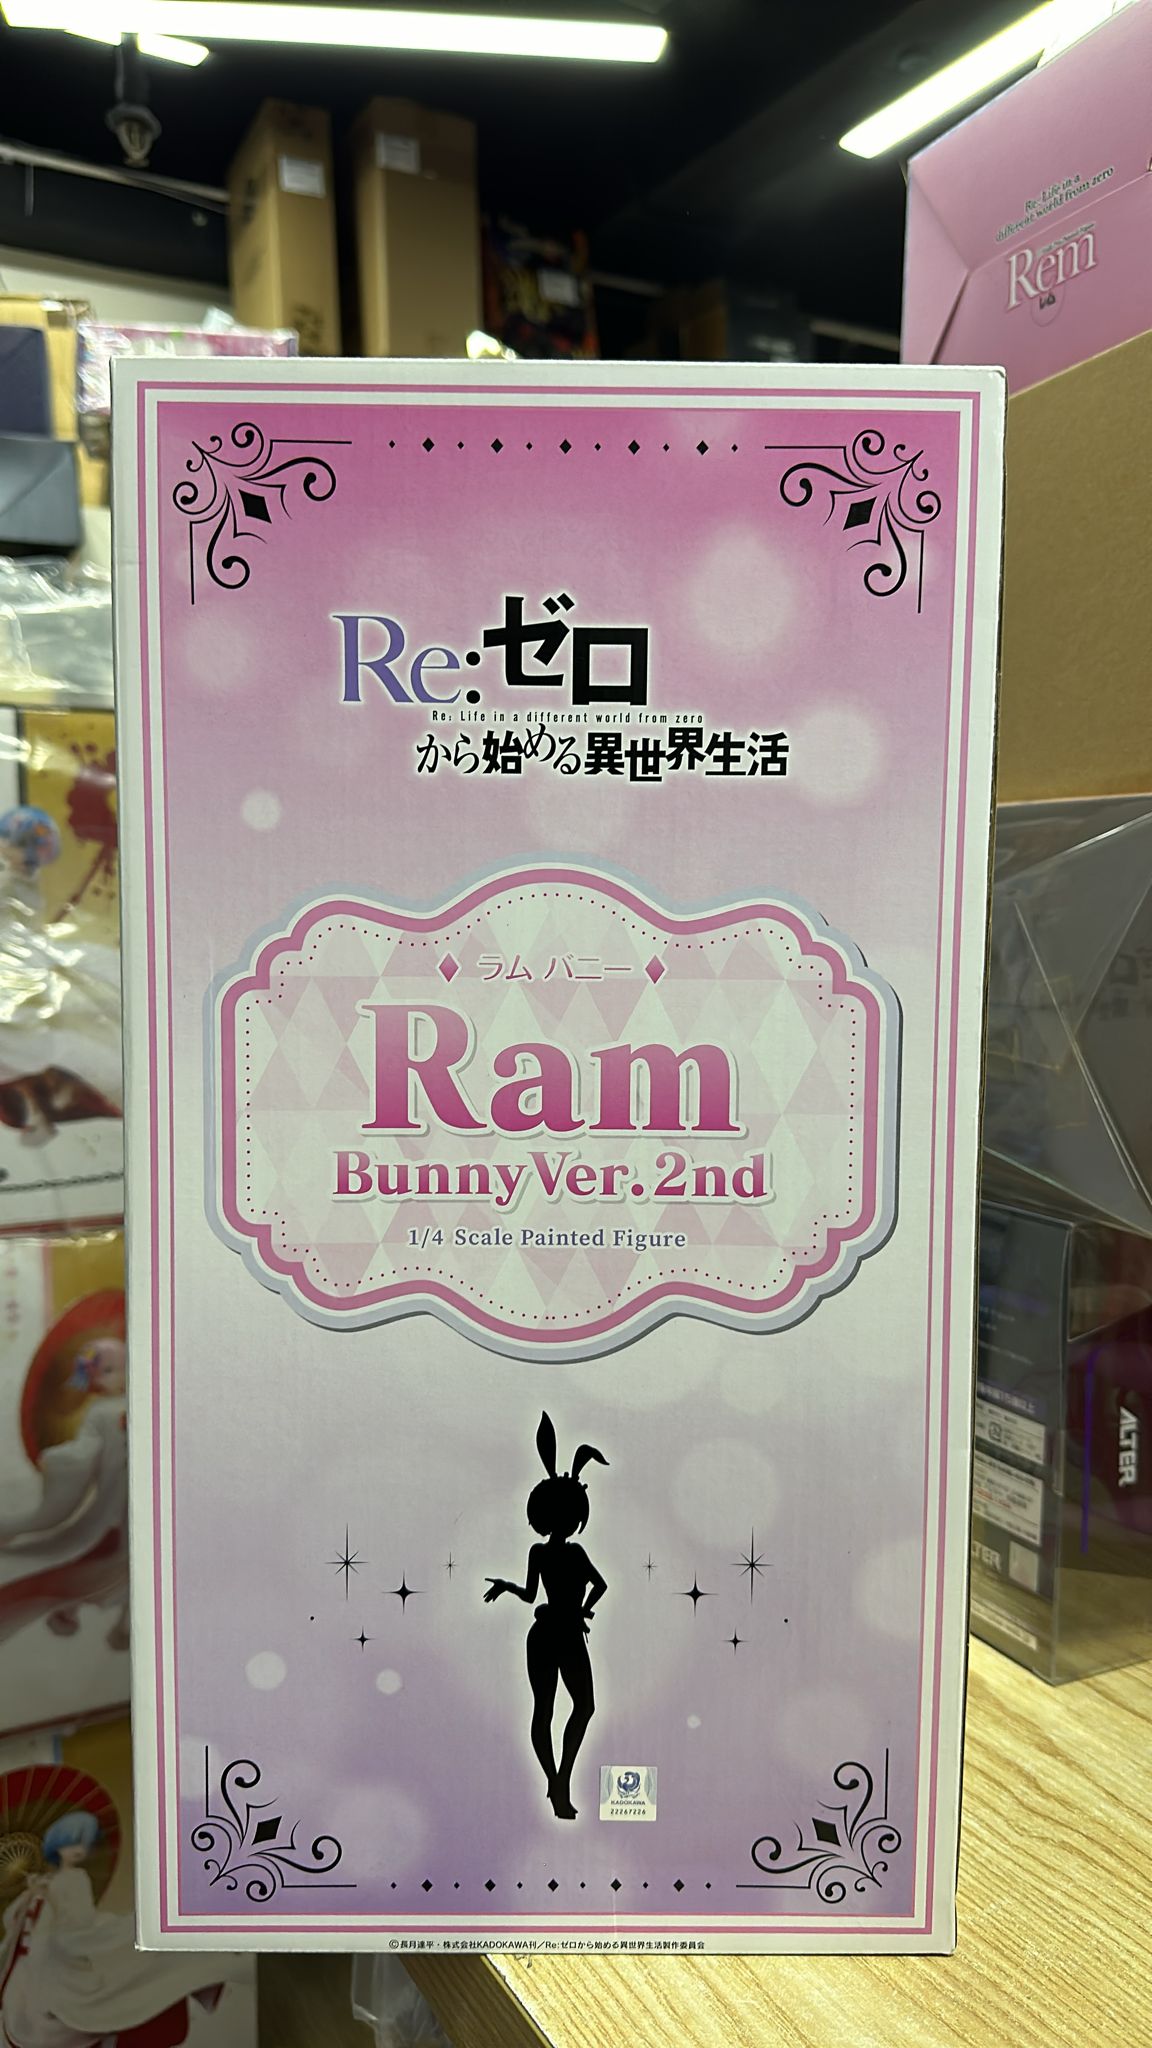 Re: Life in a
different world from zero
Rem
Re:ゼロ
Re: Life in a different world from zero
から始める異世界生活
ラム バニー
Ram
Bunny Ver. 2nd
1/4 Scale Painted Figure
ALTER
KADOKAWA
22267226
©長月達平・株式会社KADOKAWA刊／Re:ゼロから始める異世界生活製作委員会